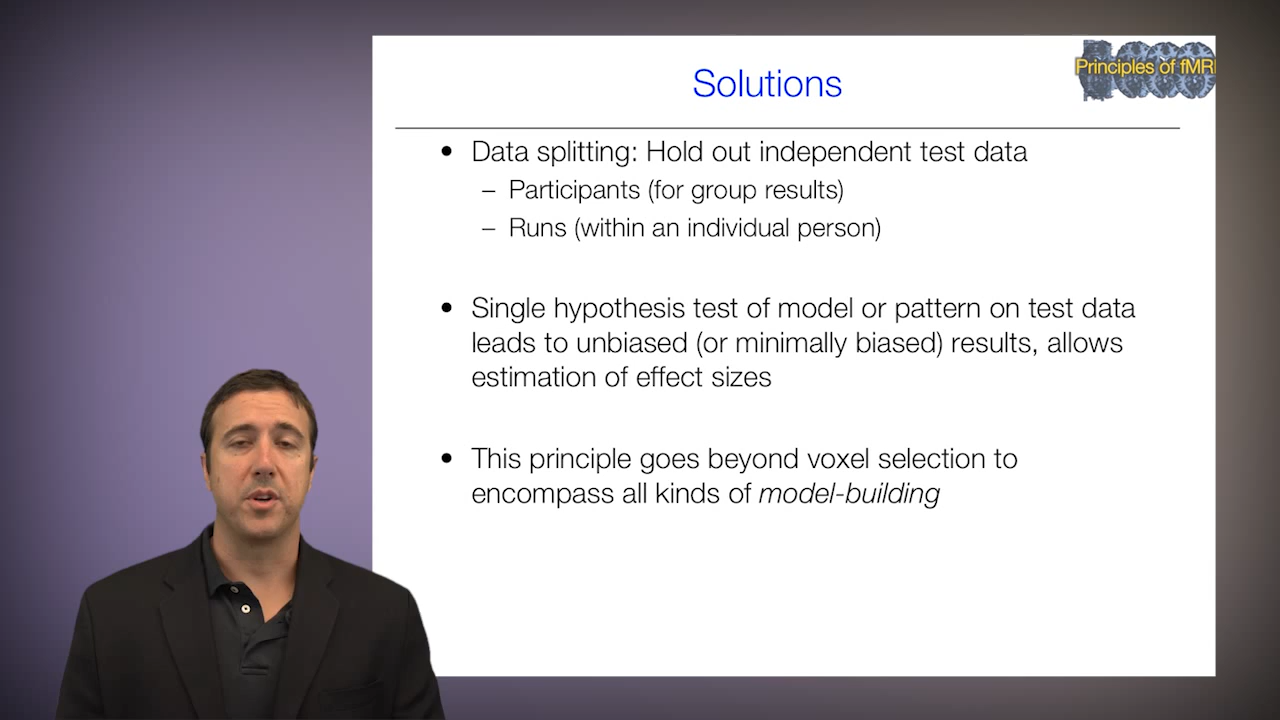 Principles of fMRI
Solutions
• Data splitting: Hold out independent test data
– Participants (for group results)
– Runs (within an individual person)
• Single hypothesis test of model or pattern on test data
leads to unbiased (or minimally biased) results, allows
estimation of effect sizes
• This principle goes beyond voxel selection to
encompass all kinds of model-building